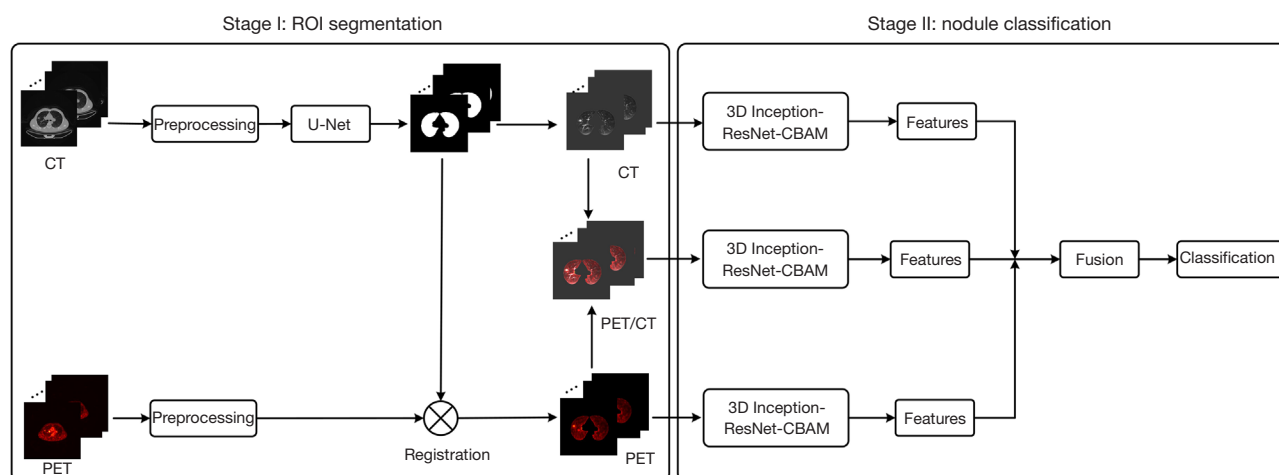 Stage I: ROI segmentation
Stage II: nodule classification
CT
Preprocessing
U-Net
CT
3D Inception-
ResNet-CBAM
Features
PET/CT
3D Inception-
ResNet-CBAM
Features
Fusion
Classification
PET
Preprocessing
Registration
PET
3D Inception-
ResNet-CBAM
Features